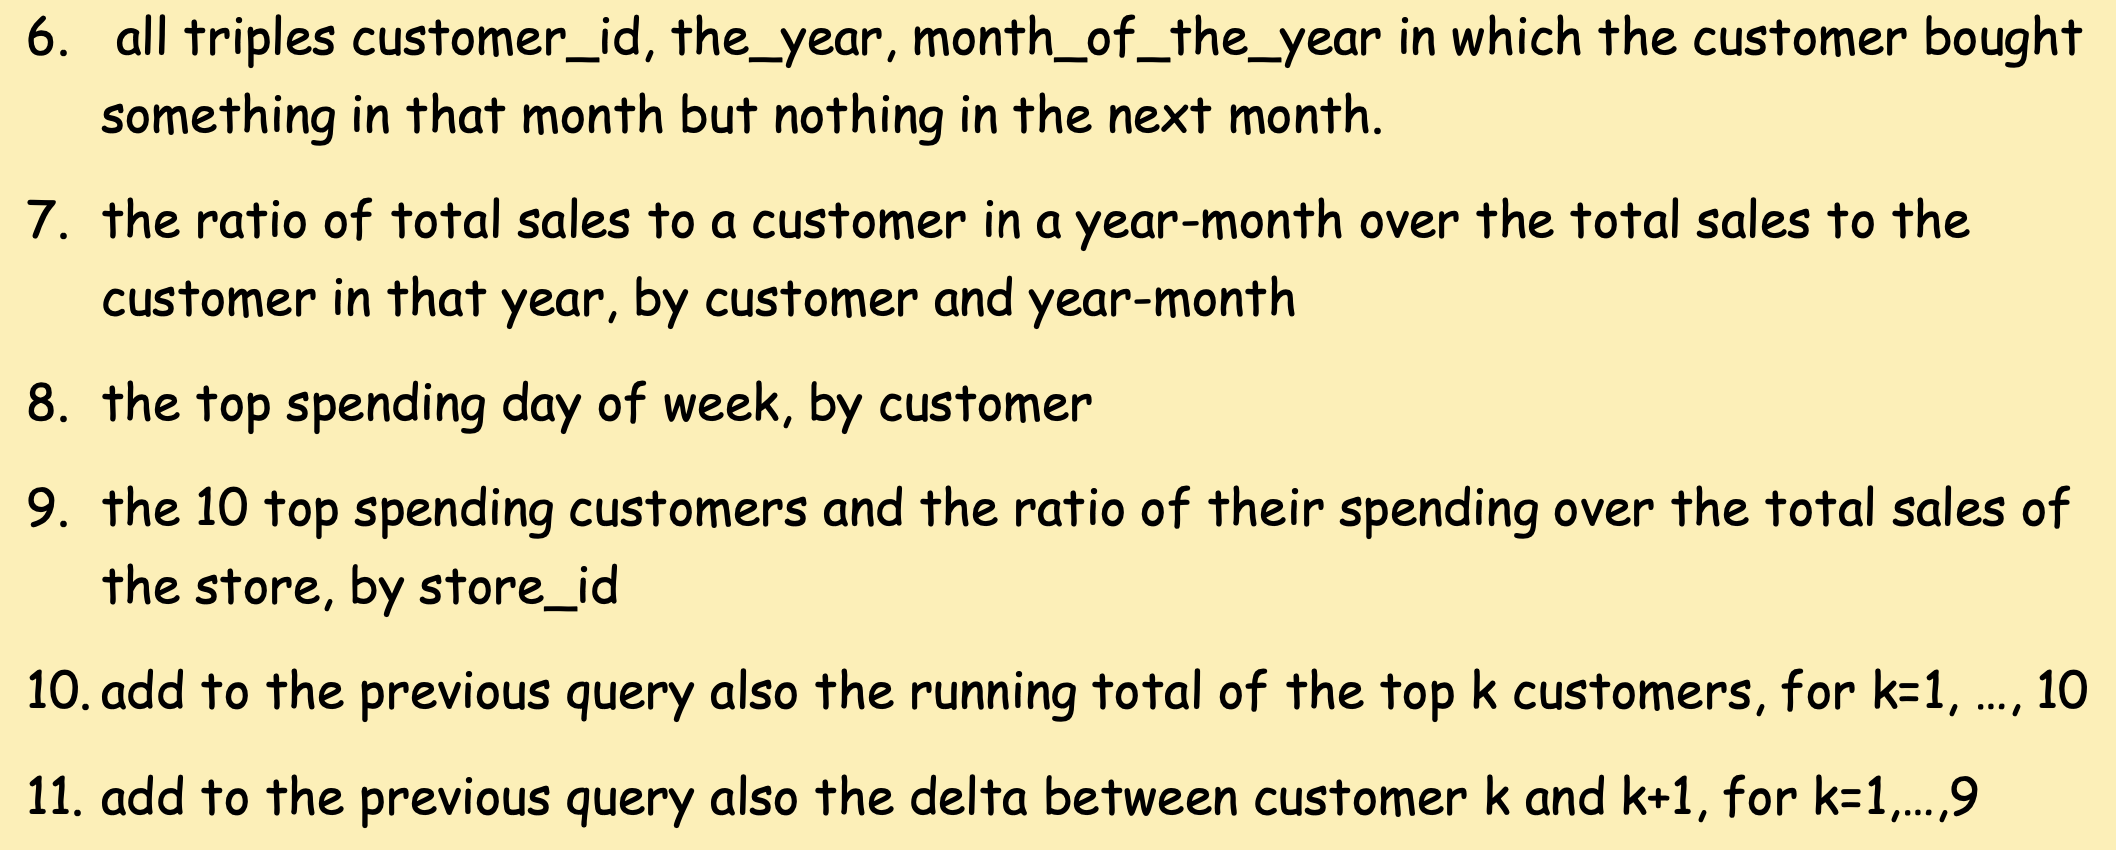 6. all triples customer_id, the_year, month_of_the_year in which the customer bought
something in that month but nothing in the next month.
7. the ratio of total sales to a customer in a year-month over the total sales to the
customer in that year, by customer and year-month
8. the top spending day of week, by customer
9. the 10 top spending customers and the ratio of their spending over the total sales of
the store, by store_id
10. add to the previous query also the running total of the top k customers, for k=1, ..., 10
11. add to the previous query also the delta between customer k and k+1, for k=1,...,9